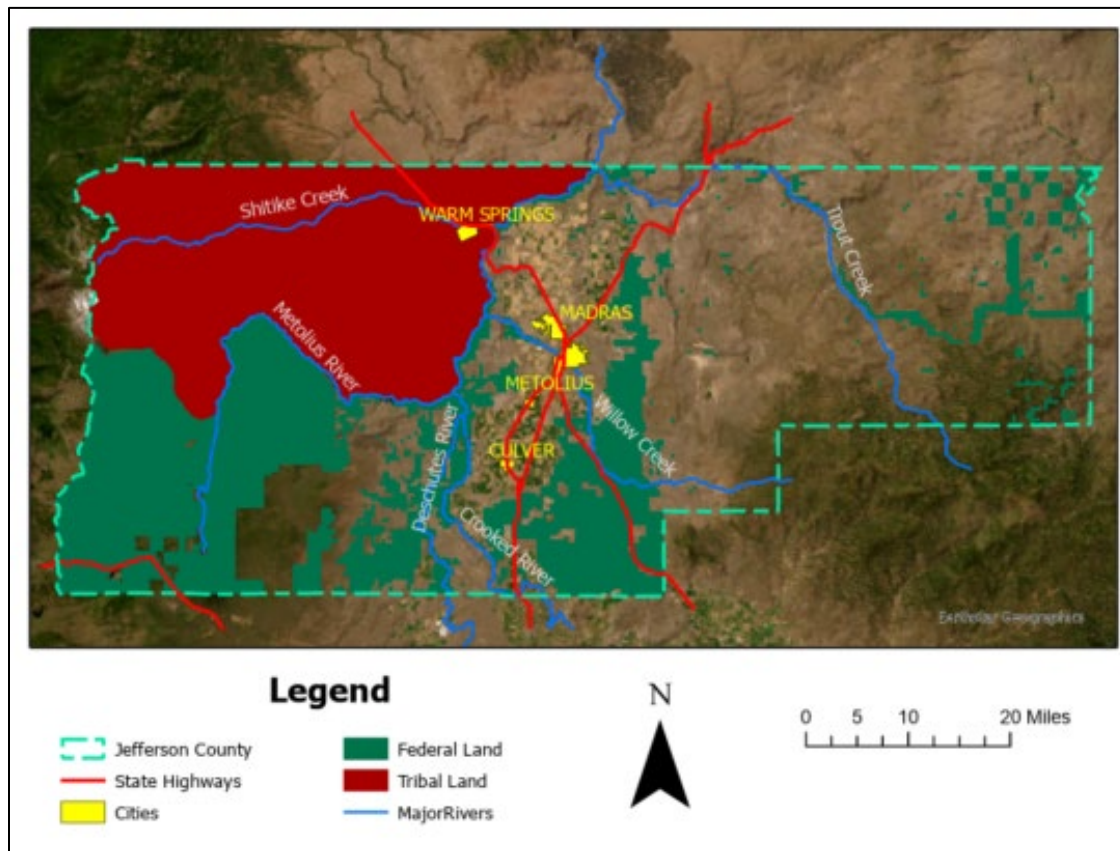 Shitike Creek
WARM SPRINGS
Trout Creek
MADRAS
Metolius River
METOLIUS
Willow Creek
Deschutes River
CULVER
Crooked River
Earthstar Geographics
Legend
Jefferson County
State Highways
Cities
Federal Land
Tribal Land
MajorRivers
N
0 5 10 20 Miles